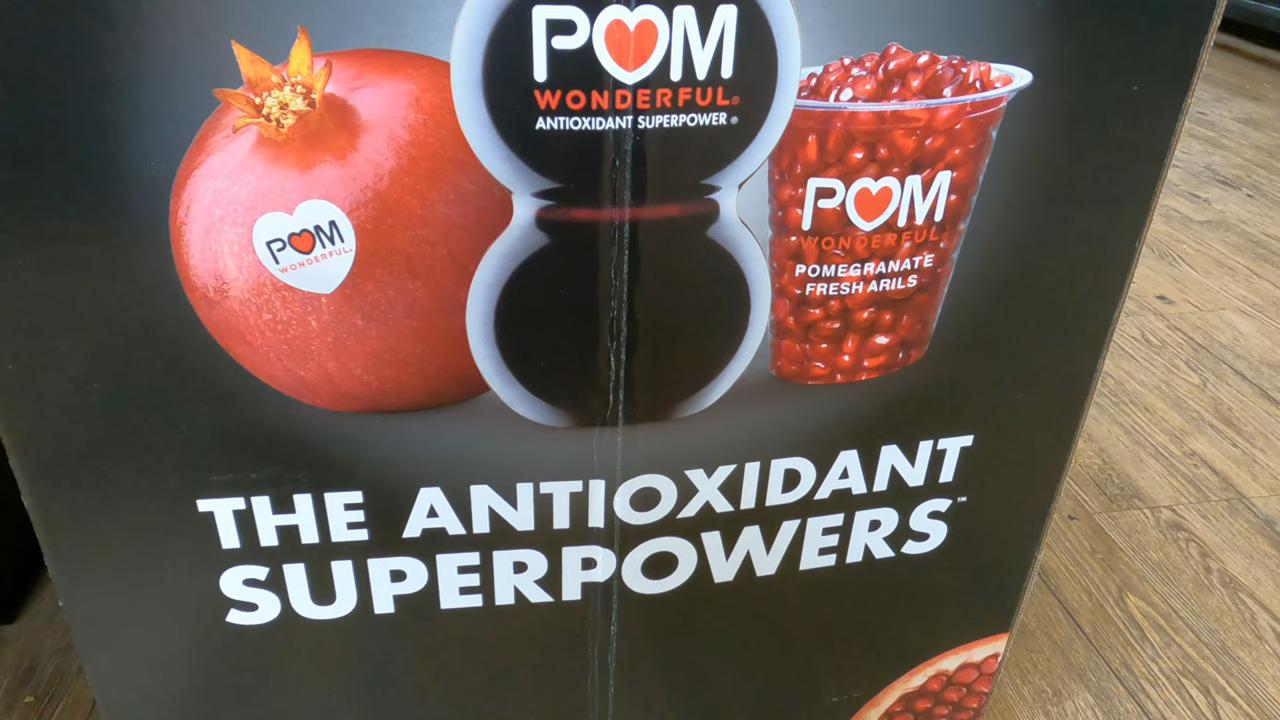 POM
WONDERFUL®
ANTIOXIDANT SUPERPOWER®
POM
WONDERFUL.
POM
WONDERFUL.
POMEGRANATE
FRESH ARILS
THE ANTIOXIDANT
SUPERPOWERS™